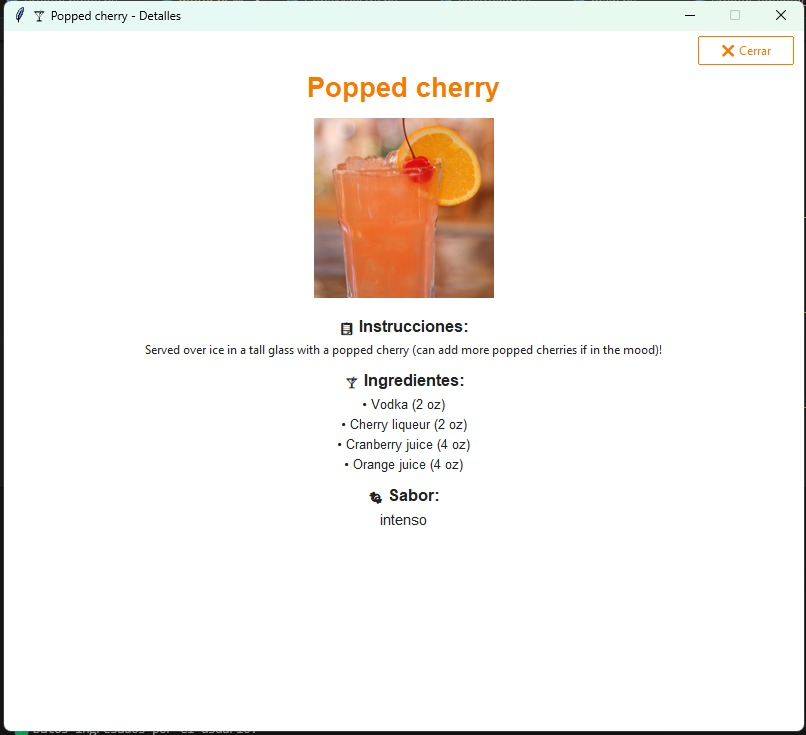 Popped cherry - Detalles
Cerrar
Popped cherry
Instrucciones:
Served over ice in a tall glass with a popped cherry (can add more popped cherries if in the mood)!
Ingredientes:
• Vodka (2 oz)
• Cherry liqueur (2 oz)
• Cranberry juice (4 oz)
• Orange juice (4 oz)
Sabor:
intenso